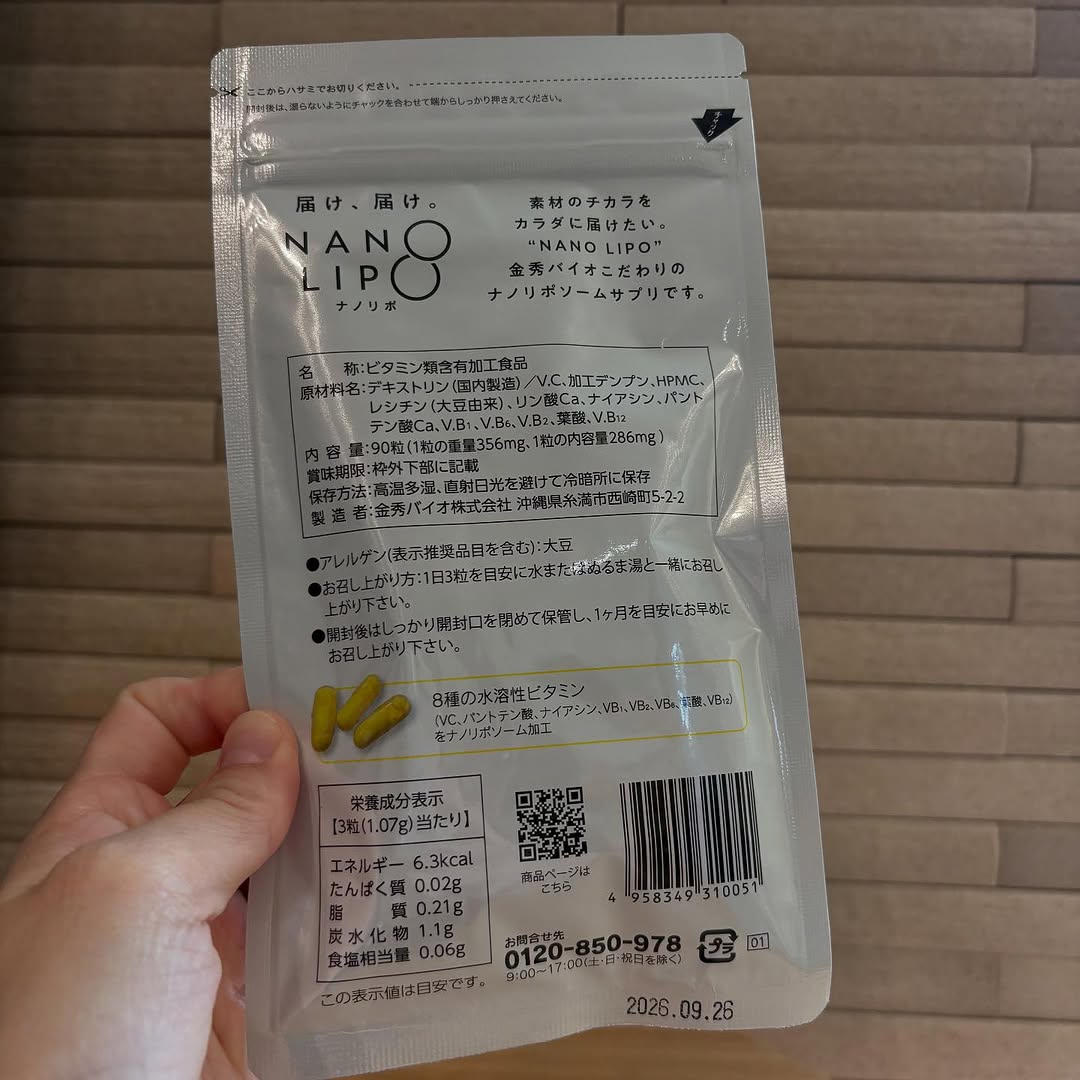 ここからハサミでお切りください。
開封後は、湿らないようにチャックを合わせて端からしっかり押さえてください。
チャック
届け、届け。
NANO
LIPO
ナノリポ
素材のチカラを
カラダに届けたい。
“NANO LIPO”
金秀バイオこだわりの
ナノリポソームサプリです。
名 称:ビタミン類含有加工食品
原材料名:デキストリン(国内製造)/V.C、加工デンプン、HPMC、
レシチン(大豆由来)、リン酸Ca、ナイアシン、パント
テン酸Ca、V.B1、V.B6、V.B2、葉酸、V.B12
内 容 量:90粒(1粒の重量356mg、1粒の内容量286mg)
賞味期限:枠外下部に記載
保存方法:高温多湿、直射日光を避けて冷暗所に保存
製 造 者:金秀バイオ株式会社 沖縄県糸満市西崎町5-2-2
●アレルゲン(表示推奨品目を含む):大豆
●お召し上がり方:1日3粒を目安に水またはぬるま湯と一緒にお召し
上がり下さい。
●開封後はしっかり開封口を閉めて保管し、1ヶ月を目安にお早めに
お召し上がり下さい。
8種の水溶性ビタミン
(VC、パントテン酸、ナイアシン、VB1、VB2、VB6、葉酸、VB12)
をナノリポソーム加工
栄養成分表示
【3粒(1.07g)当たり】
エネルギー 6.3kcal
たんぱく質 0.02g
脂 質 0.21g
炭水化物 1.1g
食塩相当量 0.06g
この表示値は目安です。
商品ページは
こちら
4 958349 310051
お問合せ先
0120-850-978
9:00~17:00(土・日・祝日を除く)
プラ
01
2026.09.26